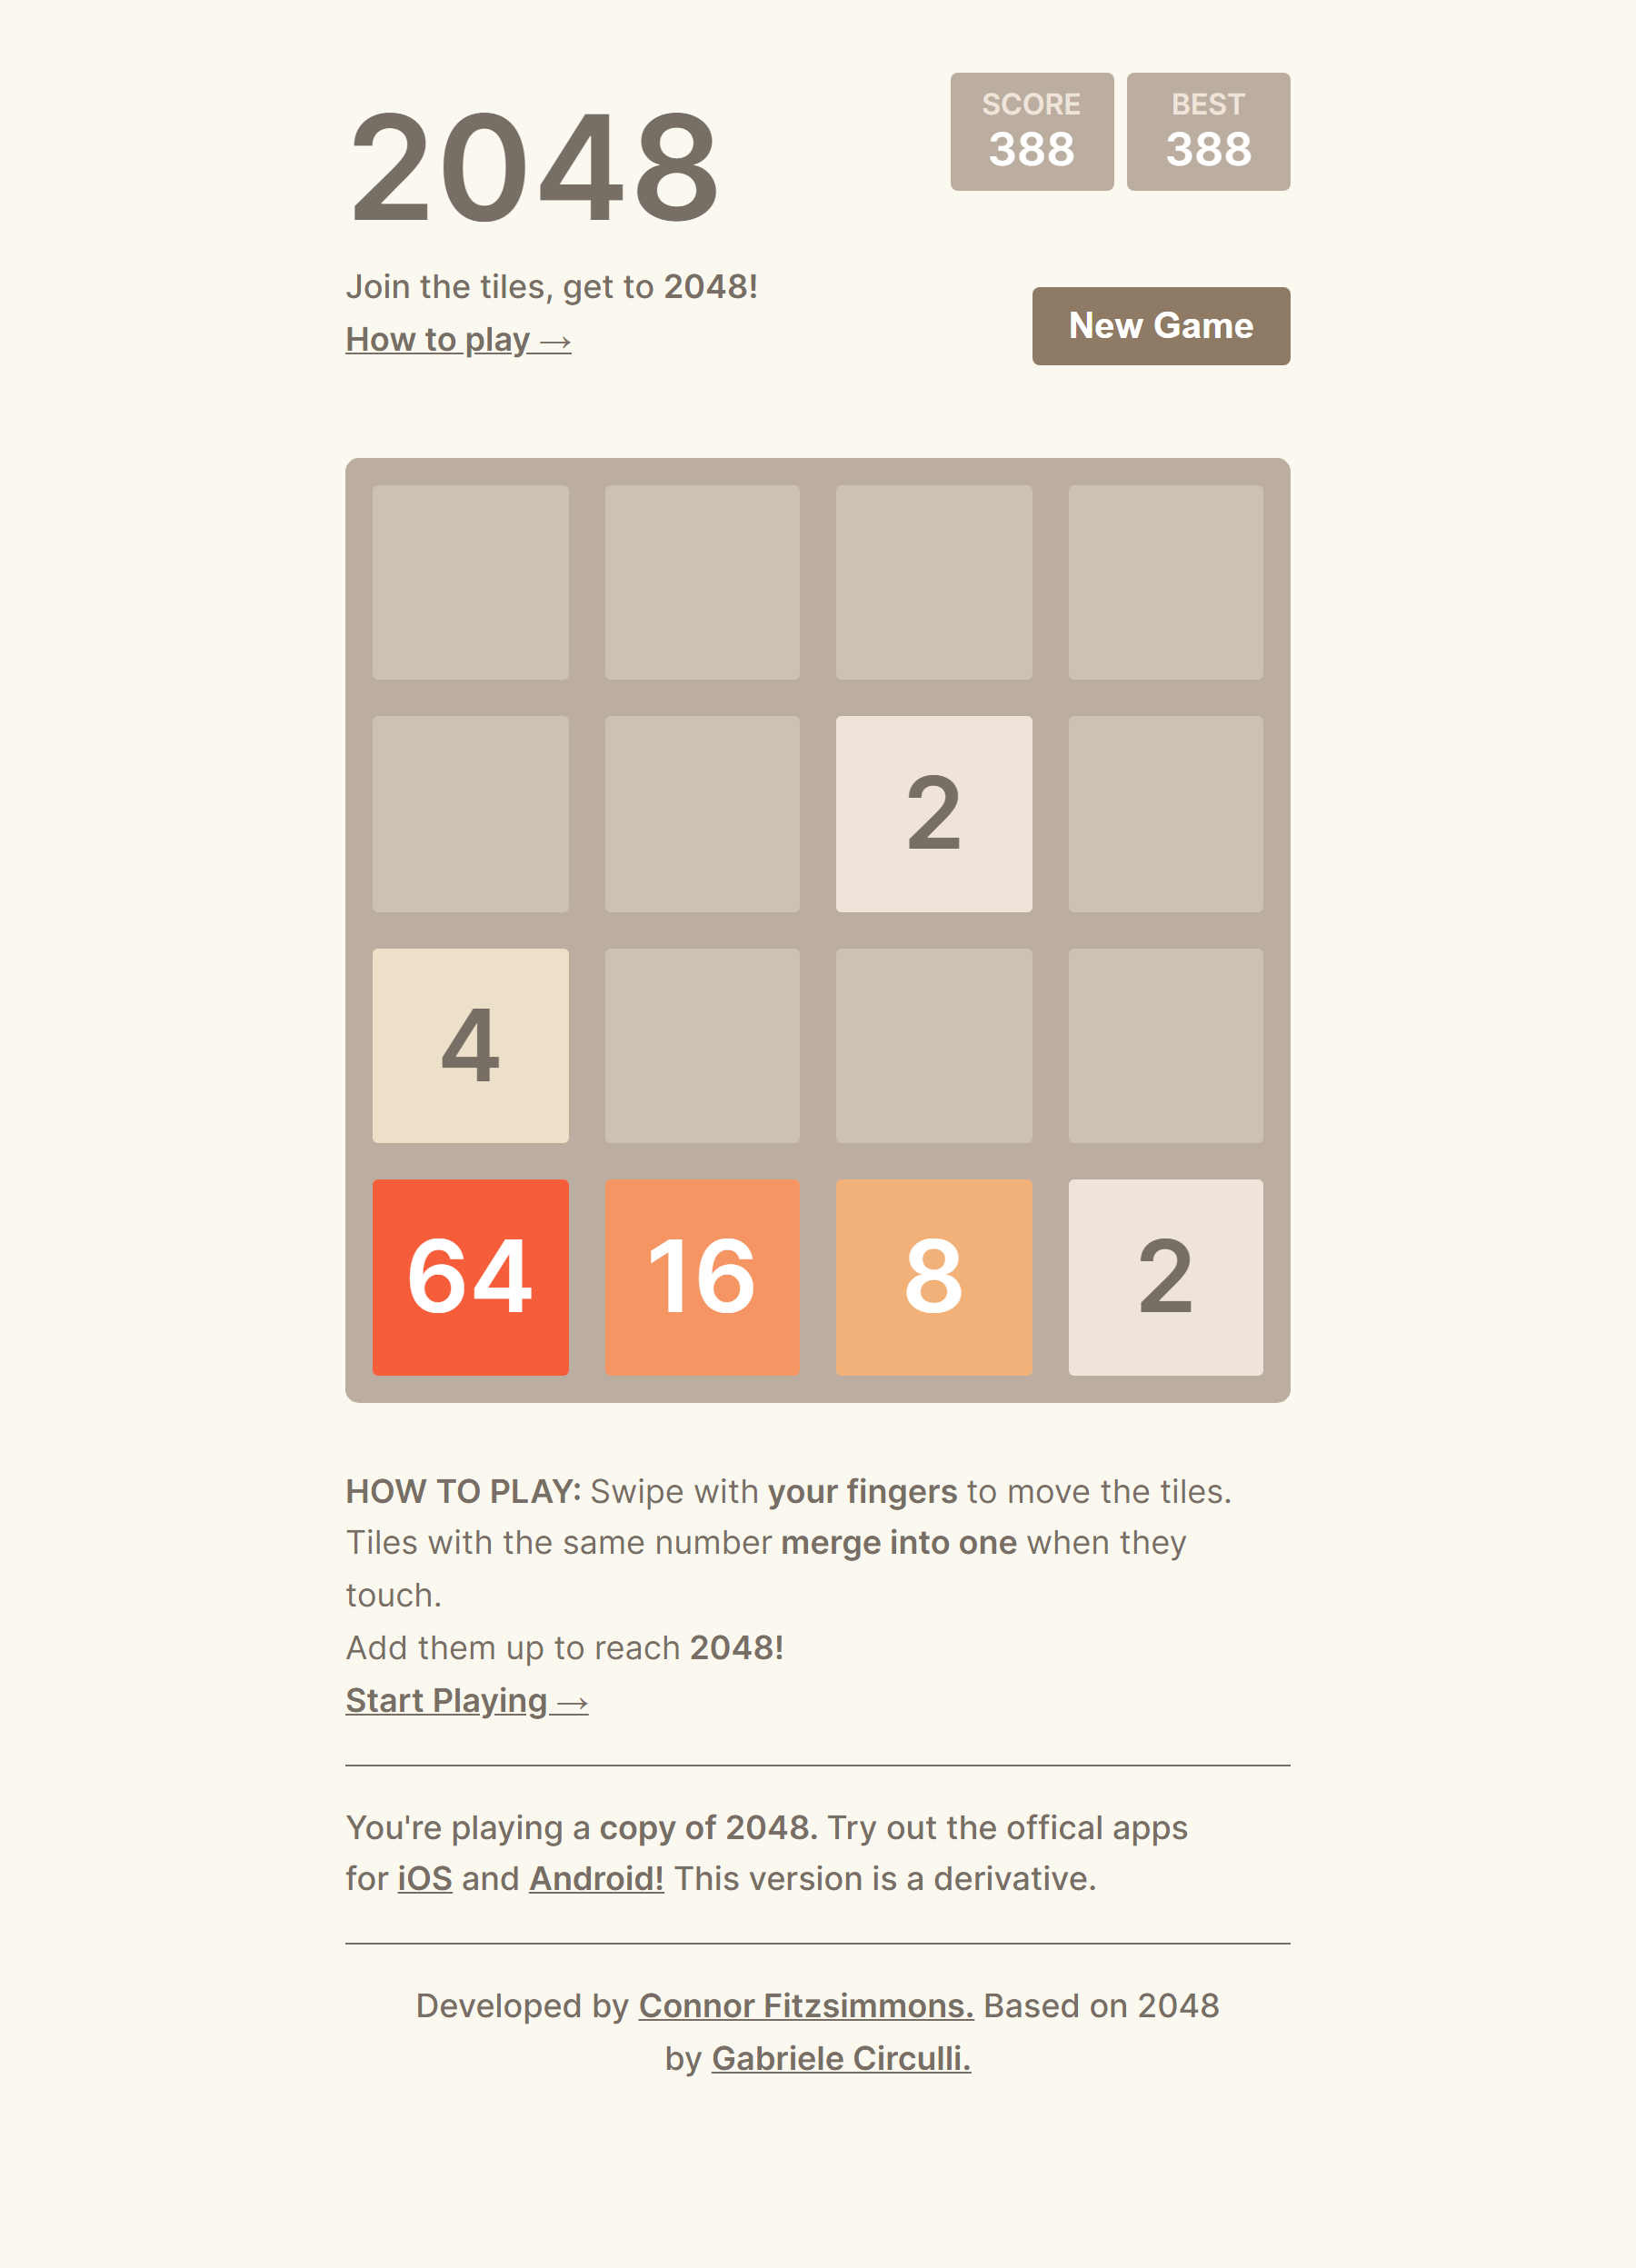 2048
SCORE
388
BEST
388
Join the tiles, get to 2048!
How to play →
New Game
2
4
64 16 8 2
HOW TO PLAY: Swipe with your fingers to move the tiles.
Tiles with the same number merge into one when they
touch.
Add them up to reach 2048!
Start Playing →
You're playing a copy of 2048. Try out the offical apps
for iOS and Android! This version is a derivative.
Developed by Connor Fitzsimmons. Based on 2048
by Gabriele Circulli.